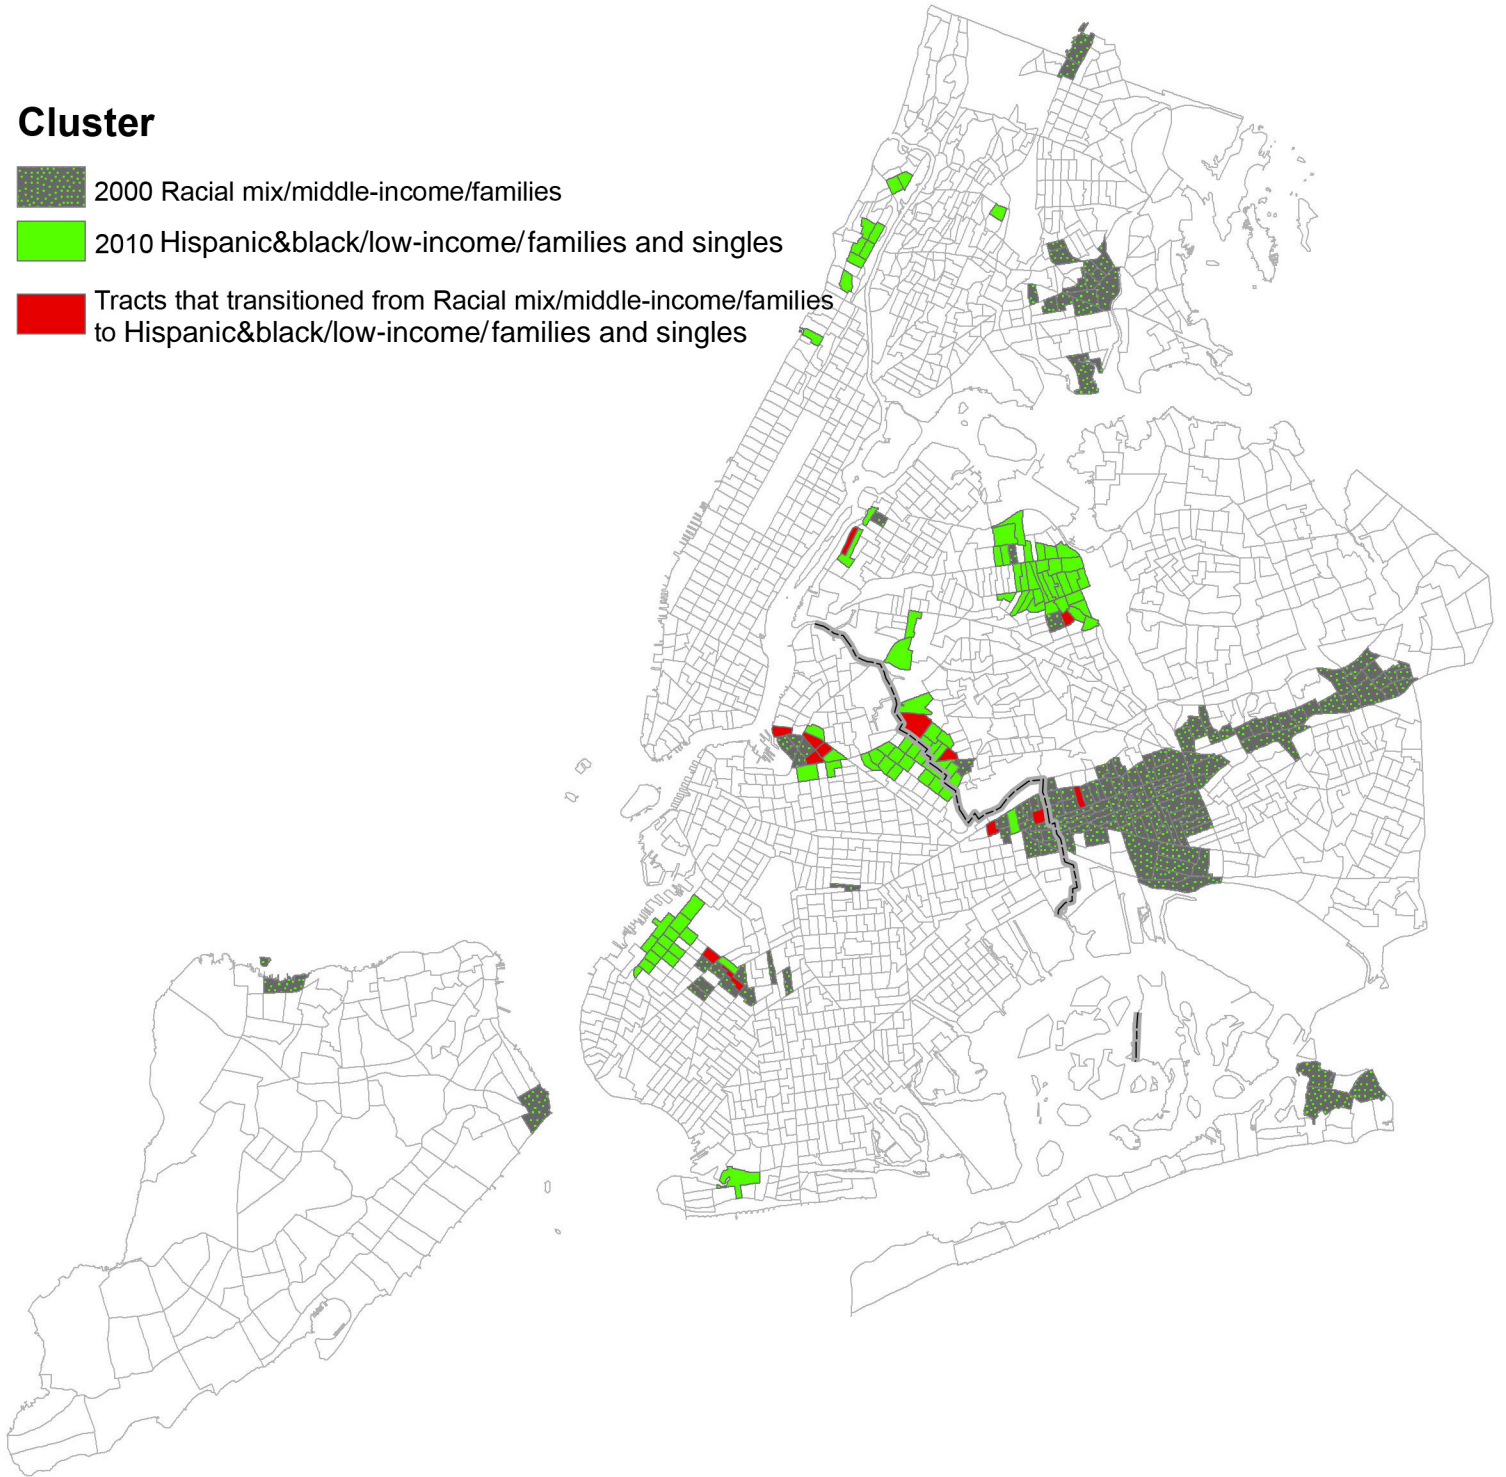 Cluster
2000 Racial mix/middle-income/families
2010 Hispanic&black/low-income/families and singles
Tracts that transitioned from Racial mix/middle-income/families
to Hispanic&black/low-income/families and singles